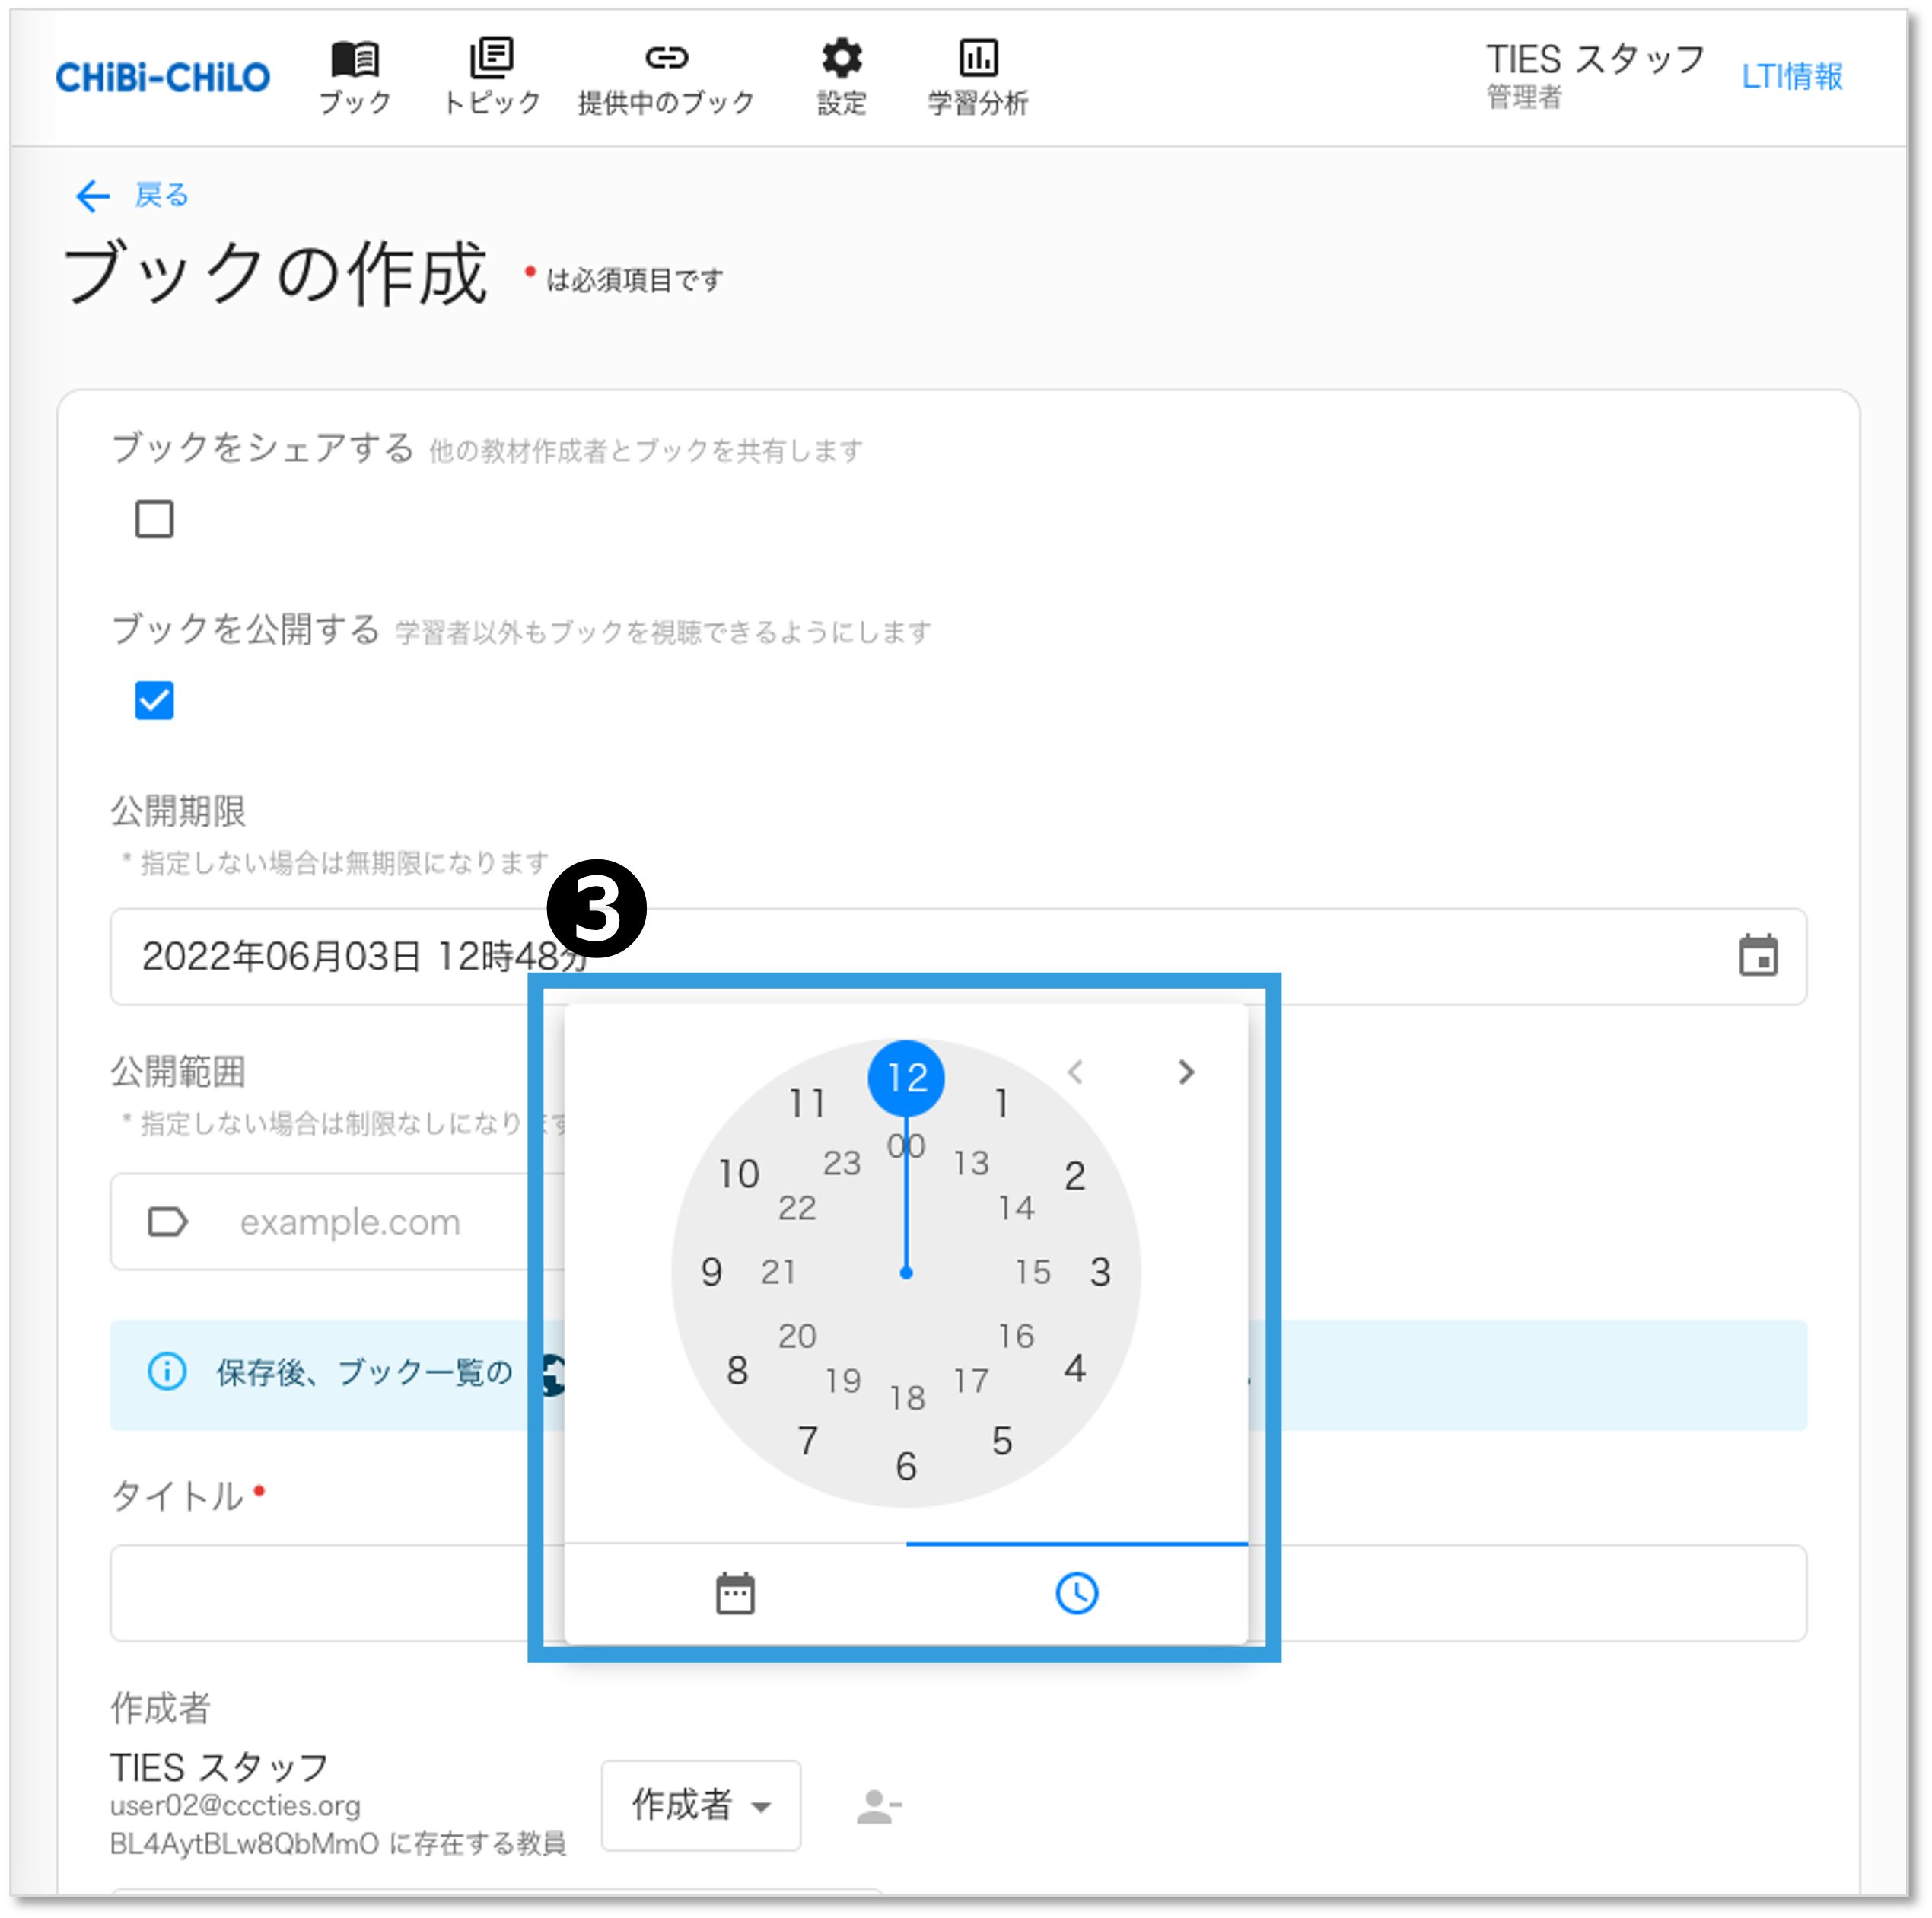 CHiBi-CHiLO
ブック
トピック
提供中のブック
設定
学習分析
TIES スタッフ
管理者
LTI情報
戻る
ブックの作成 は必須項目です
ブックをシェアする 他の教材作成者とブックを共有します
ブックを公開する 学習者以外もブックを視聴できるようにします
公開期限
* 指定しない場合は無期限になります
3
2022年06月03日 12時48分
公開範囲
* 指定しない場合は制限なしになります
example.com
保存後、ブック一覧の
12
11
1
00
23
13
10
2
22
14
9
21
15
3
20
16
8
4
19
17
18
7
5
6
タイトル
作成者
TIES スタッフ
user02@cccties.org
BL4AytBLw8QbMmO に存在する教員
作成者